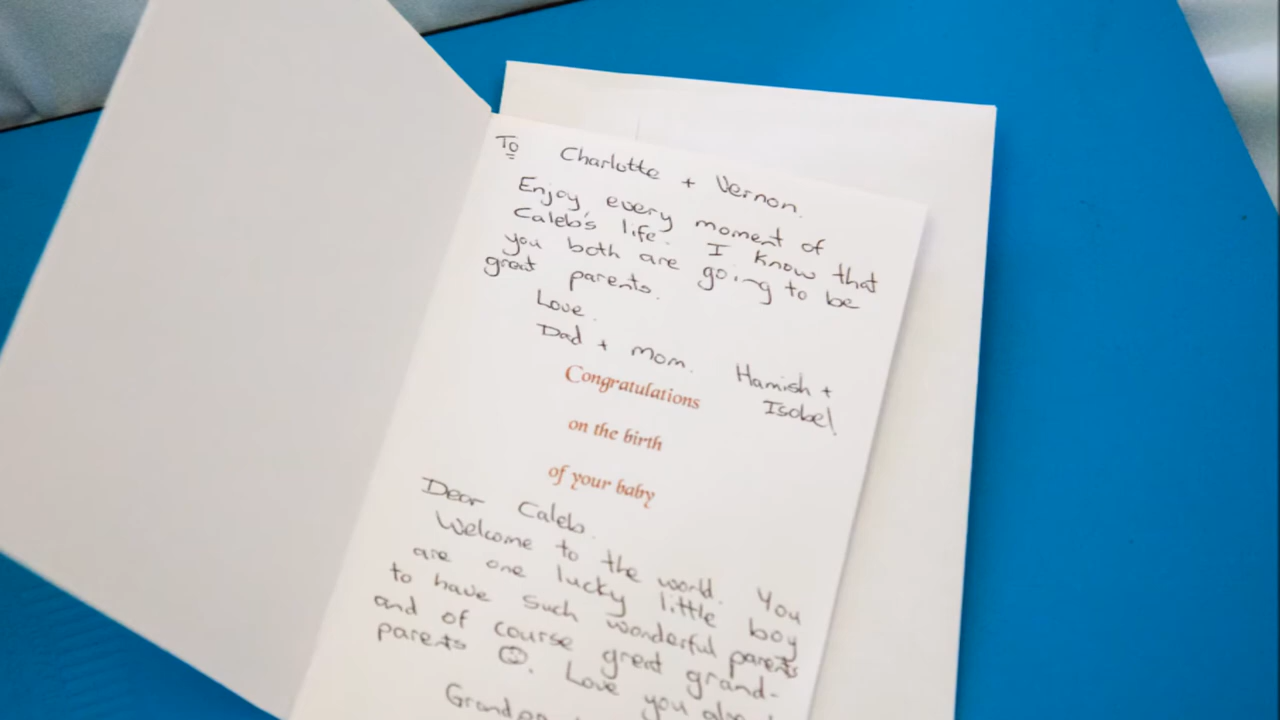 To Charlotte + Vernon.
Enjoy every moment of
Caleb's life. I know that
you both are going to be
great parents.
Love.
Dad + Mom. Hamish +
Isobel.
Congratulations
on the birth
of your baby
Dear Caleb.
Welcome to the world. You
are one lucky little boy
to have such wonderful parents
and of course great grand-
parents ☺. Love you